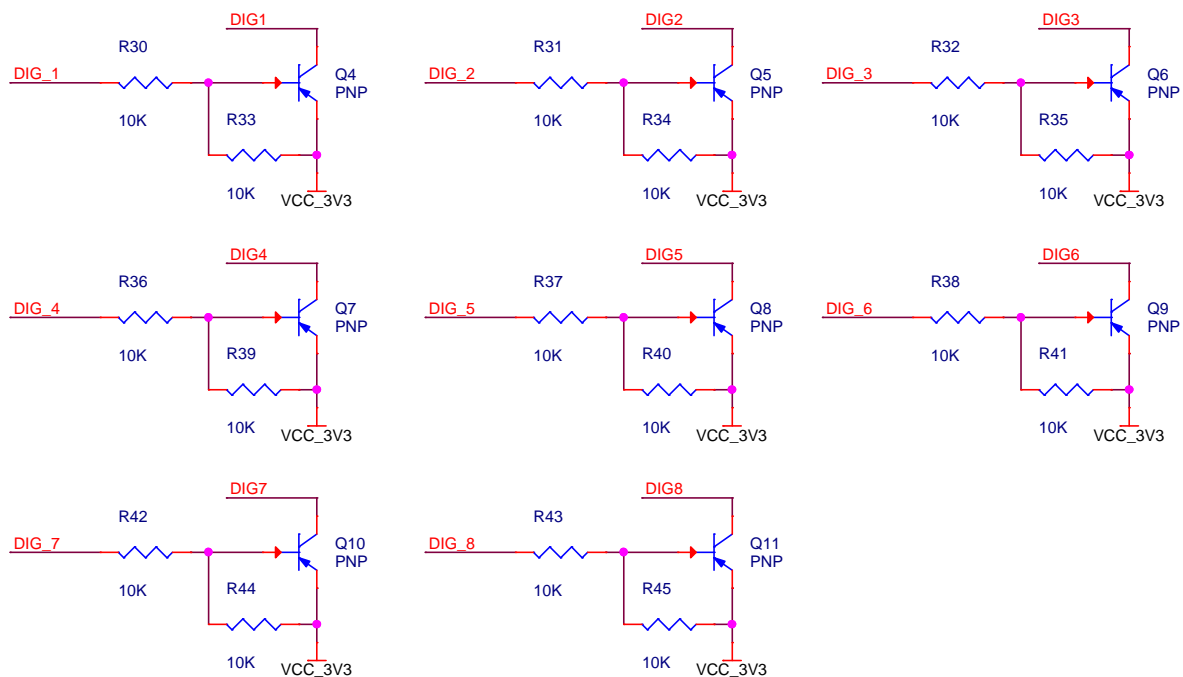 DIG1
R30
DIG_1
Q4
PNP
10K
R33
10K
VCC_3V3
DIG2
R31
DIG_2
Q5
PNP
10K
R34
10K
VCC_3V3
DIG3
R32
DIG_3
Q6
PNP
10K
R35
10K
VCC_3V3
DIG4
R36
DIG_4
Q7
PNP
10K
R39
10K
VCC_3V3
DIG5
R37
DIG_5
Q8
PNP
10K
R40
10K
VCC_3V3
DIG6
R38
DIG_6
Q9
PNP
10K
R41
10K
VCC_3V3
DIG7
R42
DIG_7
Q10
PNP
10K
R44
10K
VCC_3V3
DIG8
R43
DIG_8
Q11
PNP
10K
R45
10K
VCC_3V3